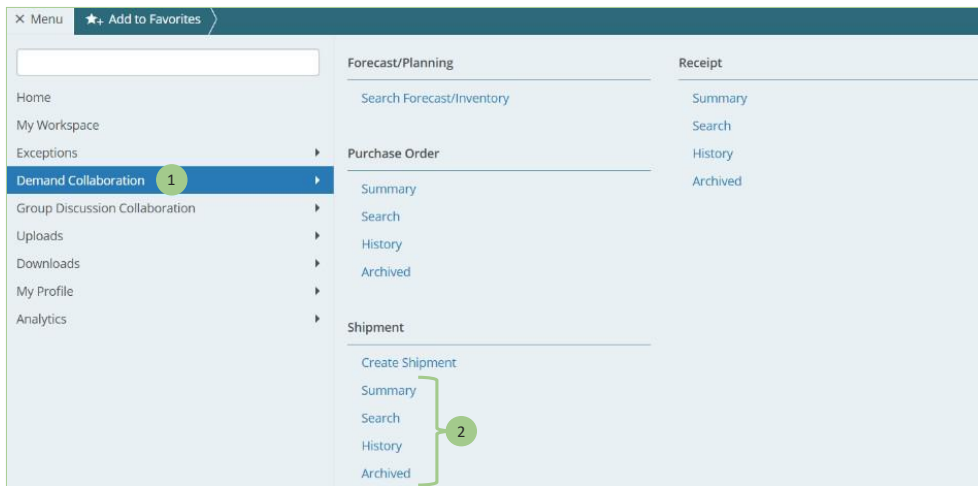 × Menu
Add to Favorites
Home
My Workspace
Exceptions
Demand Collaboration 1
Group Discussion Collaboration
Uploads
Downloads
My Profile
Analytics
Forecast/Planning
Search Forecast/Inventory
Purchase Order
Summary
Search
History
Archived
Shipment
Create Shipment
Summary
Search
History
Archived
2
Receipt
Summary
Search
History
Archived